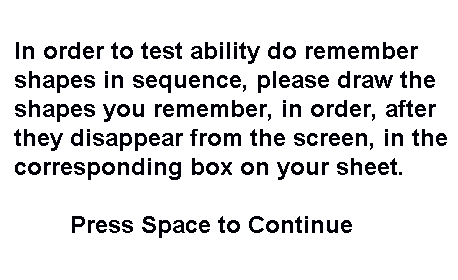 In order to test ability do remember
shapes in sequence, please draw the
shapes you remember, in order, after
they disappear from the screen, in the
corresponding box on your sheet.
Press Space to Continue